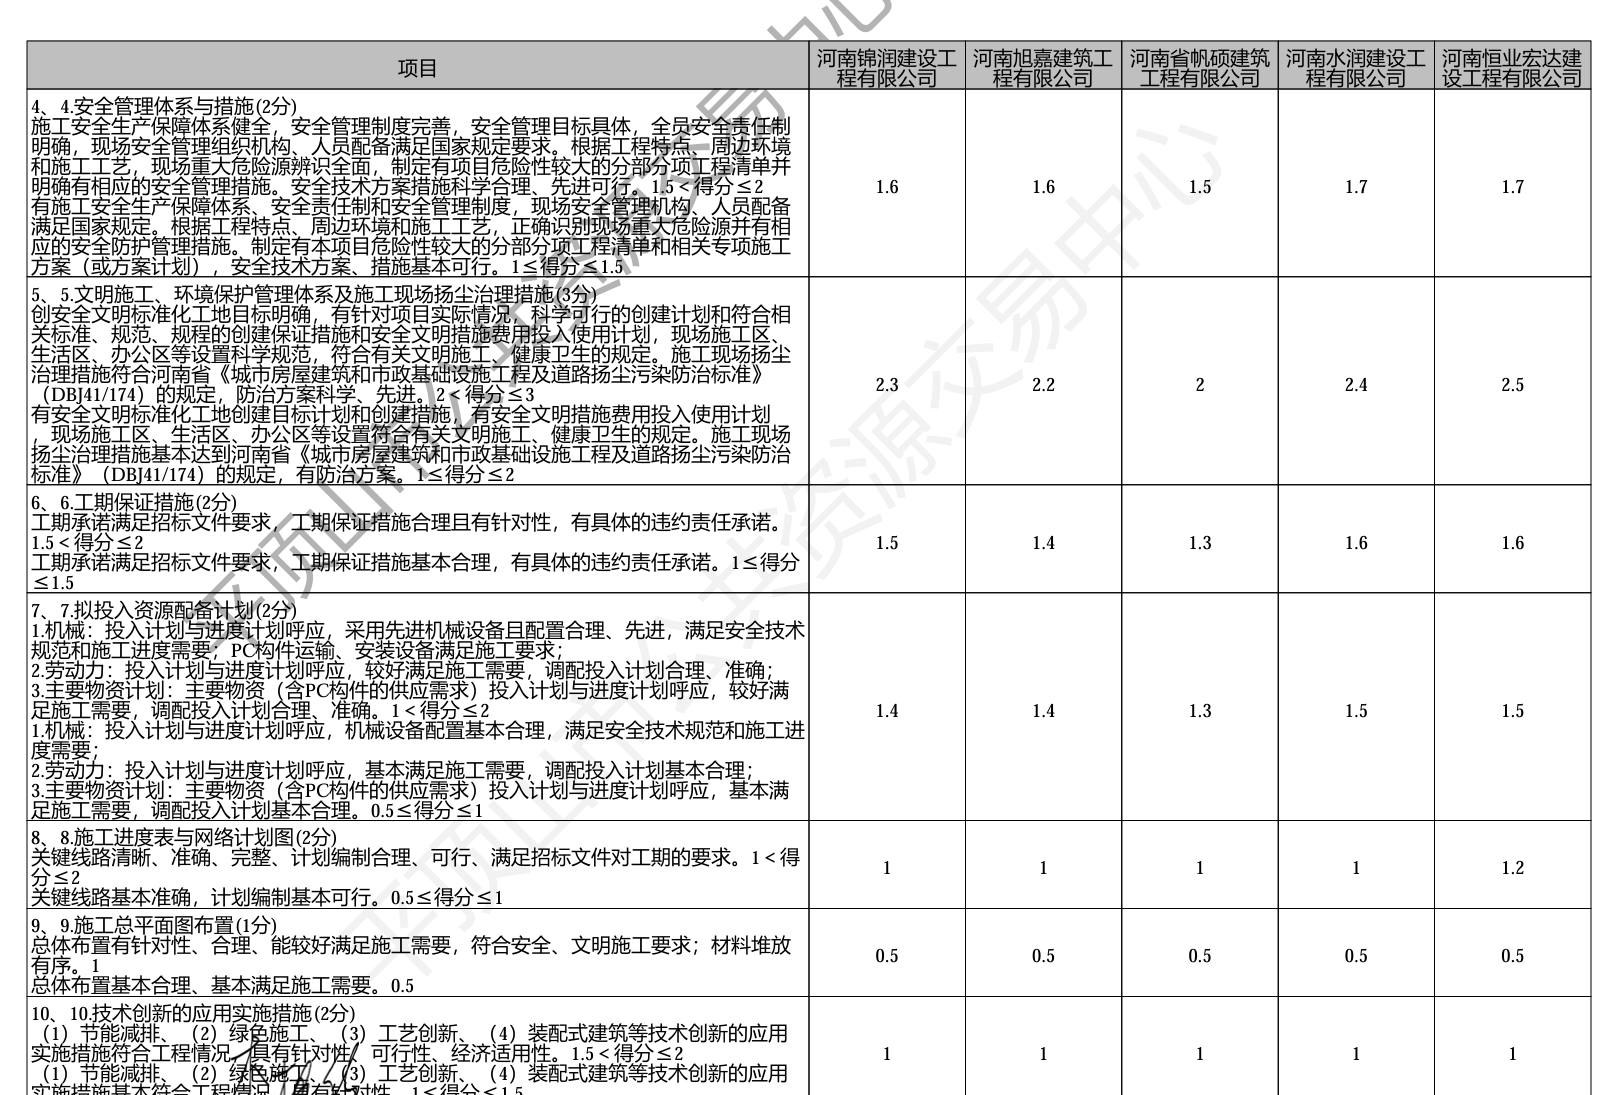 项目
河南锦润建设工
程有限公司
河南旭嘉建筑工
程有限公司
河南省帆硕建筑
工程有限公司
河南水润建设工
程有限公司
河南恒业宏达建
设工程有限公司
4、4.安全管理体系与措施(2分)
施工安全生产保障体系健全，安全管理制度完善，安全管理目标具体，全员安全责任制
明确，现场安全管理组织机构、人员配备满足国家规定要求。根据工程特点、周边环境
和施工工艺，现场重大危险源辨识全面，制定有项目危险性较大的分部分项工程清单并
明确有相应的安全管理措施。安全技术方案措施科学合理、先进可行。1.5＜得分≤2
有施工安全生产保障体系、安全责任制和安全管理制度，现场安全管理机构、人员配备
满足国家规定。根据工程特点、周边环境和施工工艺，正确识别现场重大危险源并有相
应的安全防护管理措施。制定有本项目危险性较大的分部分项工程清单和相关专项施工
方案（或方案计划），安全技术方案、措施基本可行。1≤得分≤1.5
1.6
1.6
1.5
1.7
1.7
5、5.文明施工、环境保护管理体系及施工现场扬尘治理措施(3分)
创安全文明标准化工地目标明确，有针对项目实际情况、科学可行的创建计划和符合相
关标准、规范、规程的创建保证措施和安全文明措施费用投入使用计划，现场施工区、
生活区、办公区等设置科学规范，符合有关文明施工、健康卫生的规定。施工现场扬尘
治理措施符合河南省《城市房屋建筑和市政基础设施工程及道路扬尘污染防治标准》
（DBJ41/174）的规定，防治方案科学、先进。2＜得分≤3
有安全文明标准化工地创建目标计划和创建措施，有安全文明措施费用投入使用计划
，现场施工区、生活区、办公区等设置符合有关文明施工、健康卫生的规定。施工现场
扬尘治理措施基本达到河南省《城市房屋建筑和市政基础设施工程及道路扬尘污染防治
标准》（DBJ41/174）的规定，有防治方案。1≤得分≤2
2.3
2.2
2
2.4
2.5
6、6.工期保证措施(2分)
工期承诺满足招标文件要求，工期保证措施合理且有针对性，有具体的违约责任承诺。
1.5＜得分≤2
工期承诺满足招标文件要求，工期保证措施基本合理，有具体的违约责任承诺。1≤得分
≤1.5
1.5
1.4
1.3
1.6
1.6
7、7.拟投入资源配备计划(2分)
1.机械：投入计划与进度计划呼应，采用先进机械设备且配置合理、先进，满足安全技术
规范和施工进度需要；PC构件运输、安装设备满足施工要求；
2.劳动力：投入计划与进度计划呼应，较好满足施工需要，调配投入计划合理、准确；
3.主要物资计划：主要物资（含PC构件的供应需求）投入计划与进度计划呼应，较好满
足施工需要，调配投入计划合理、准确。1＜得分≤2
1.机械：投入计划与进度计划呼应，机械设备配置基本合理，满足安全技术规范和施工进
度需要；
2.劳动力：投入计划与进度计划呼应，基本满足施工需要，调配投入计划基本合理；
3.主要物资计划：主要物资（含PC构件的供应需求）投入计划与进度计划呼应，基本满
足施工需要，调配投入计划基本合理。0.5≤得分≤1
1.4
1.4
1.3
1.5
1.5
8、8.施工进度表与网络计划图(2分)
关键线路清晰、准确、完整、计划编制合理、可行、满足招标文件对工期的要求。1＜得
分≤2
关键线路基本准确，计划编制基本可行。0.5≤得分≤1
1
1
1
1
1.2
9、9.施工总平面图布置(1分)
总体布置有针对性、合理、能较好满足施工需要，符合安全、文明施工要求；材料堆放
有序。1
总体布置基本合理、基本满足施工需要。0.5
0.5
0.5
0.5
0.5
0.5
10、10.技术创新的应用实施措施(2分)
（1）节能减排、（2）绿色施工、（3）工艺创新、（4）装配式建筑等技术创新的应用
实施措施符合工程情况，具有针对性、可行性、经济适用性。1.5＜得分≤2
（1）节能减排、（2）绿色施工、（3）工艺创新、（4）装配式建筑等技术创新的应用
实施措施基本符合工程情况，具有针对性。1≤得分≤1.5
1
1
1
1
1
平顶山市公共资源交易中心
平顶山市公共资源交易中心